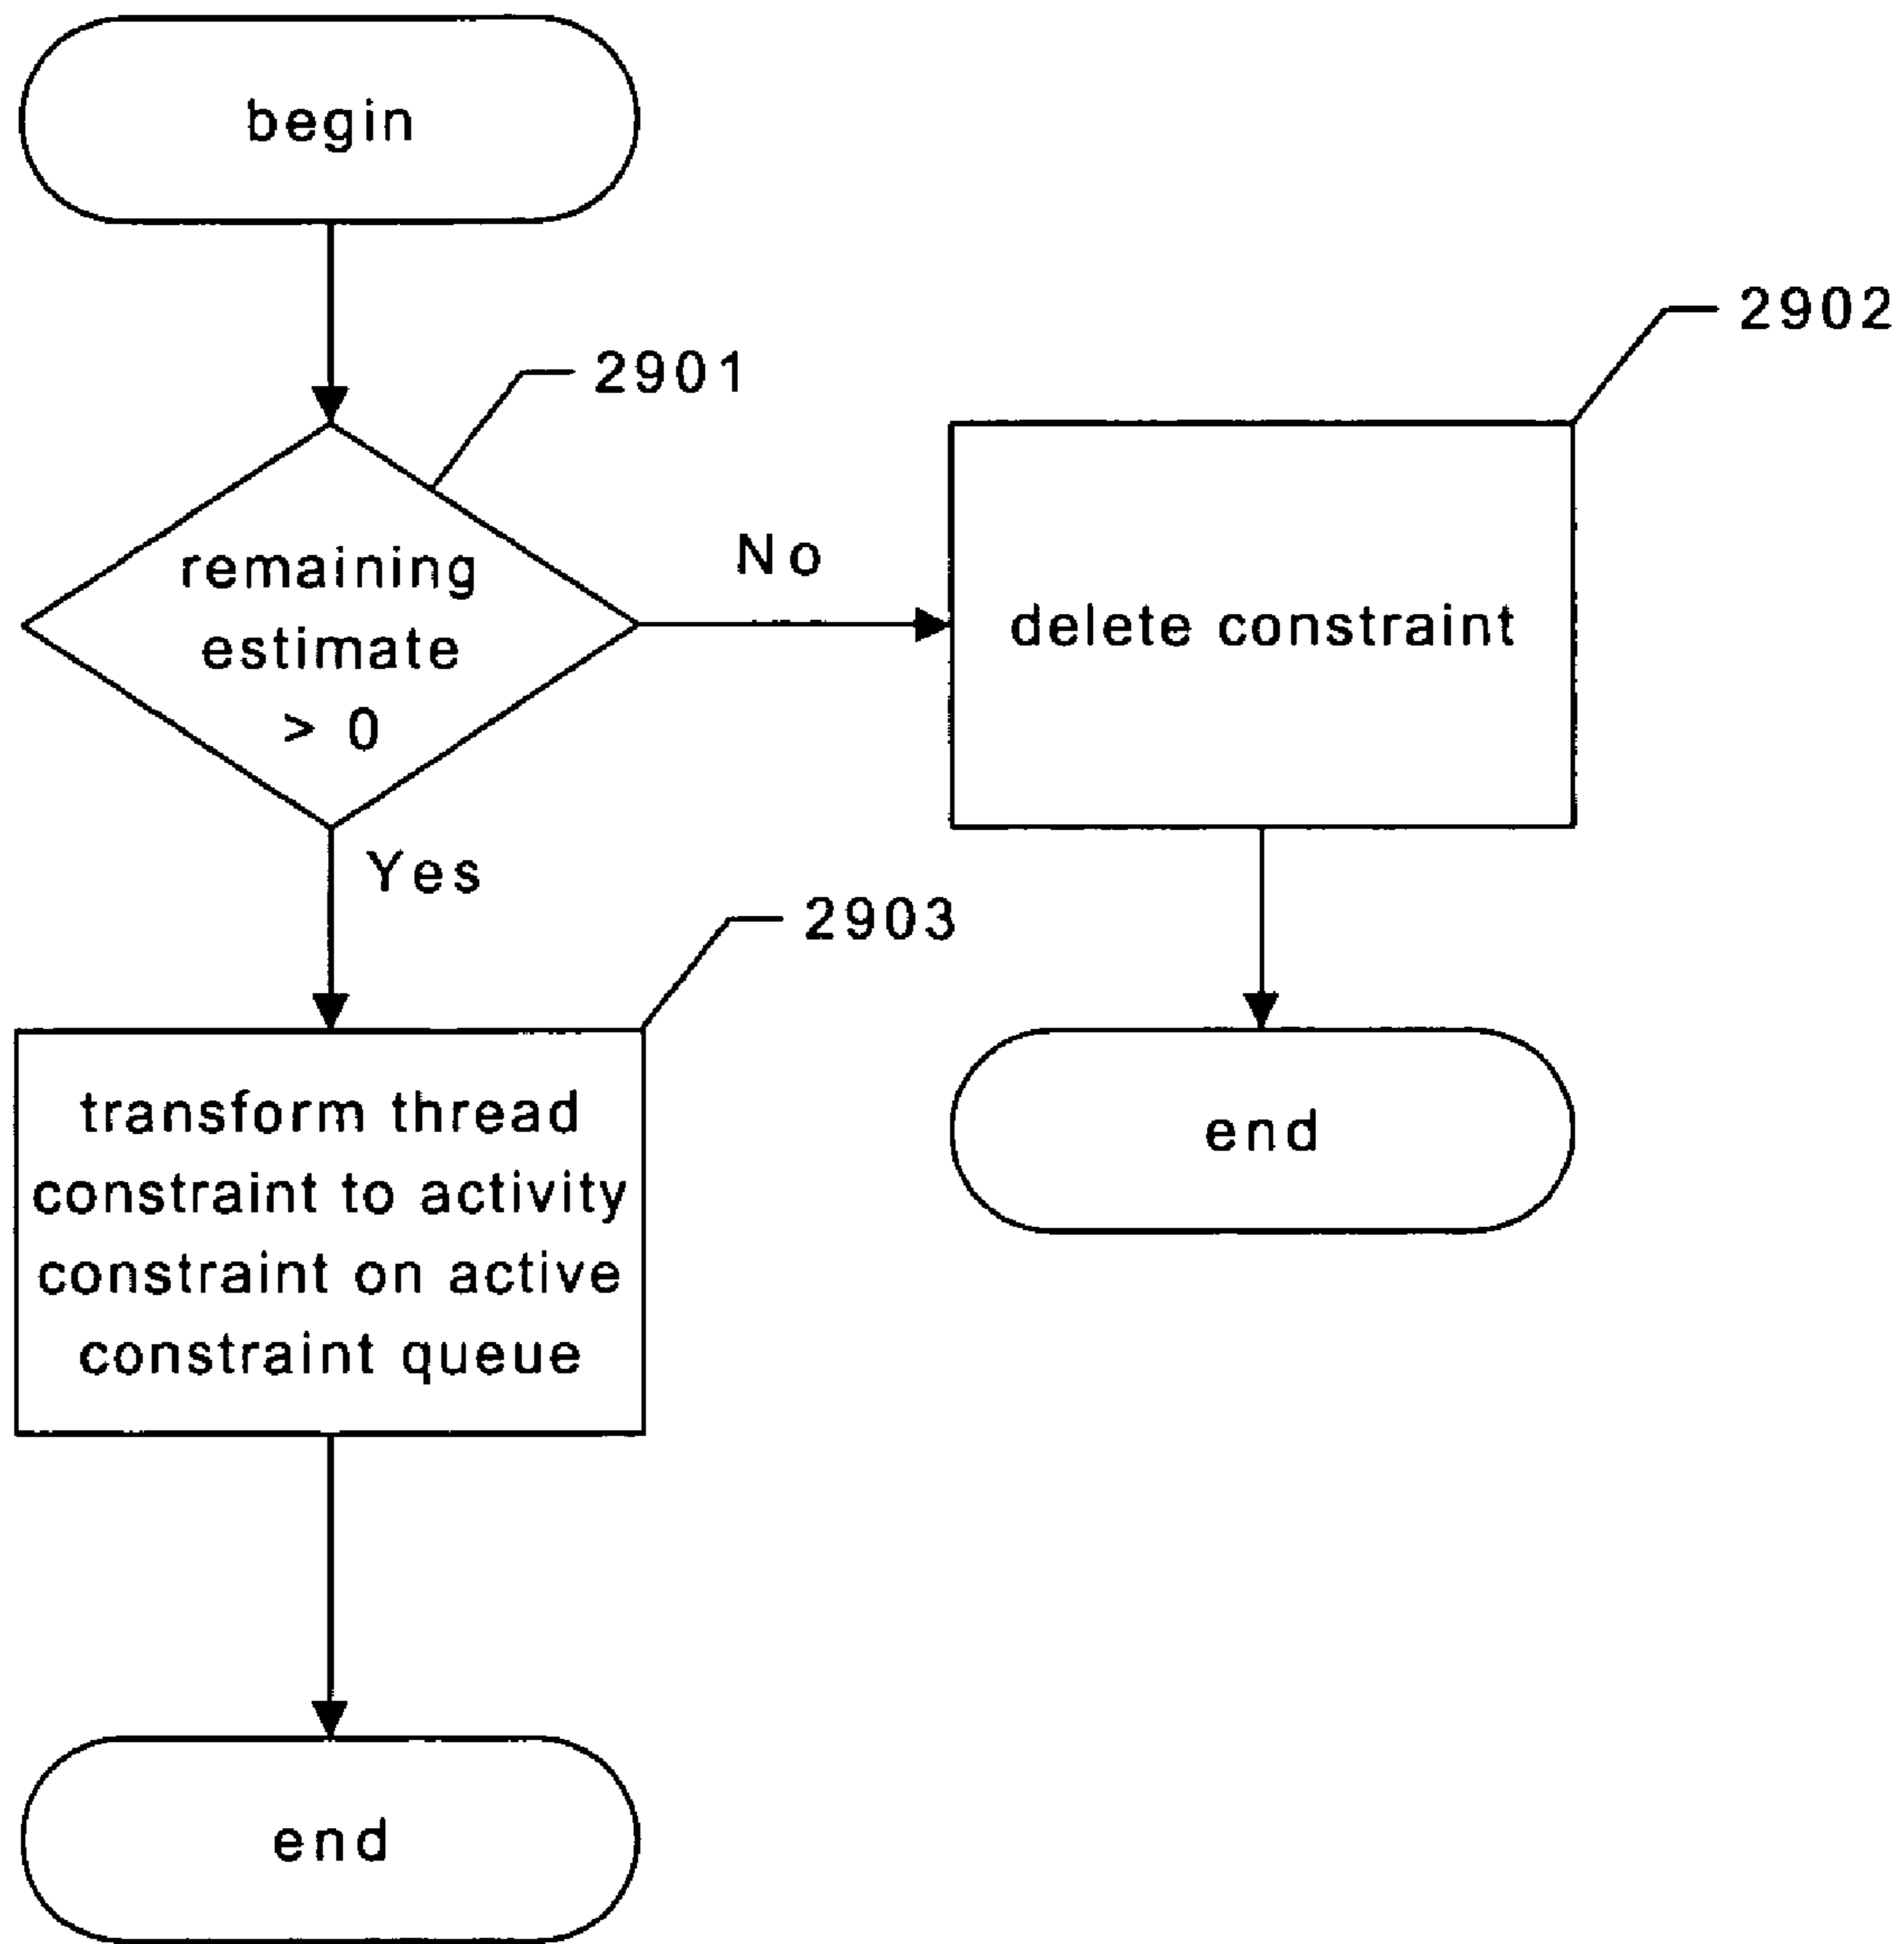 begin
2901
2902
remaining
estimate
> 0
No
delete constraint
Yes
2903
transform thread
constraint to activity
constraint on active
constraint queue
end
end